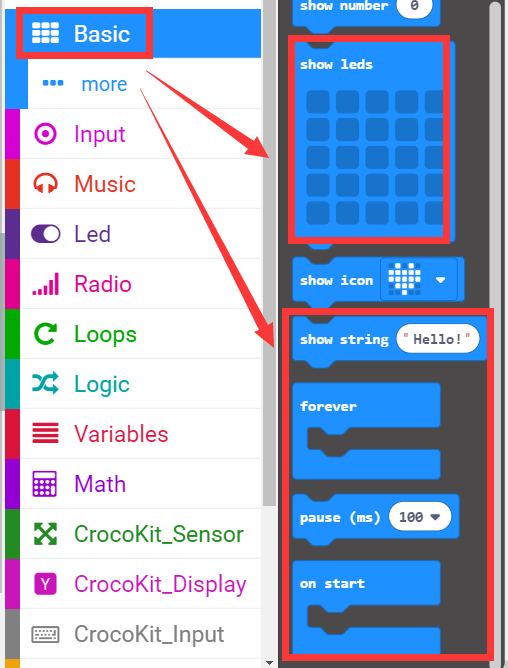 Basic
more
Input
Music
Led
Radio
Loops
Logic
Variables
Math
CrocoKit_Sensor
Y
CrocoKit_Display
CrocoKit_Input
show number 0
show leds
show icon
show string "Hello!"
forever
pause (ms) 100
on start